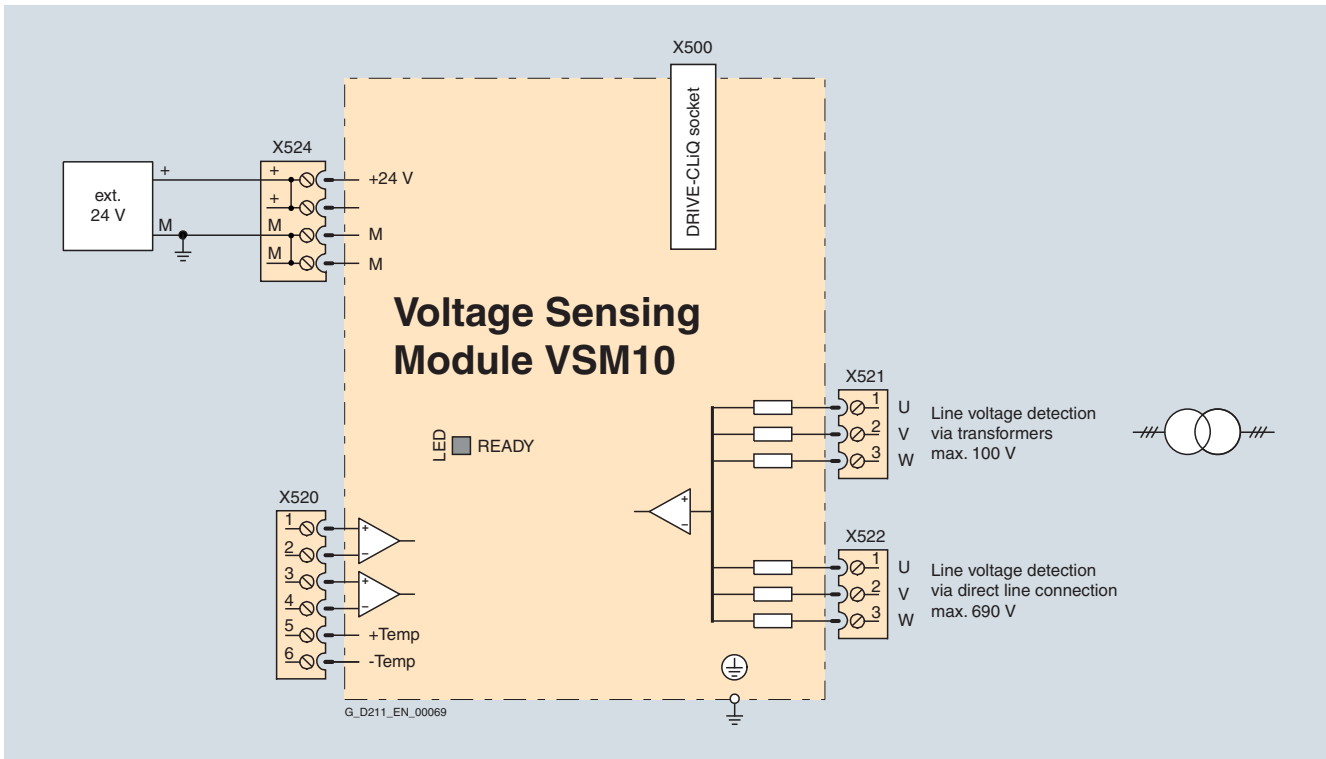 X500
DRIVE-CLiQ socket
X524
ext.
24 V
+
M
+
+
M
M
+24 V
M
M
Voltage Sensing
Module VSM10
LED
READY
X520
1
2
3
4
5
6
+
–
+
–
+Temp
-Temp
+
–
X521
1
2
3
U
V
W
Line voltage detection
via transformers
max. 100 V
X522
1
2
3
U
V
W
Line voltage detection
via direct line connection
max. 690 V
G_D211_EN_00069